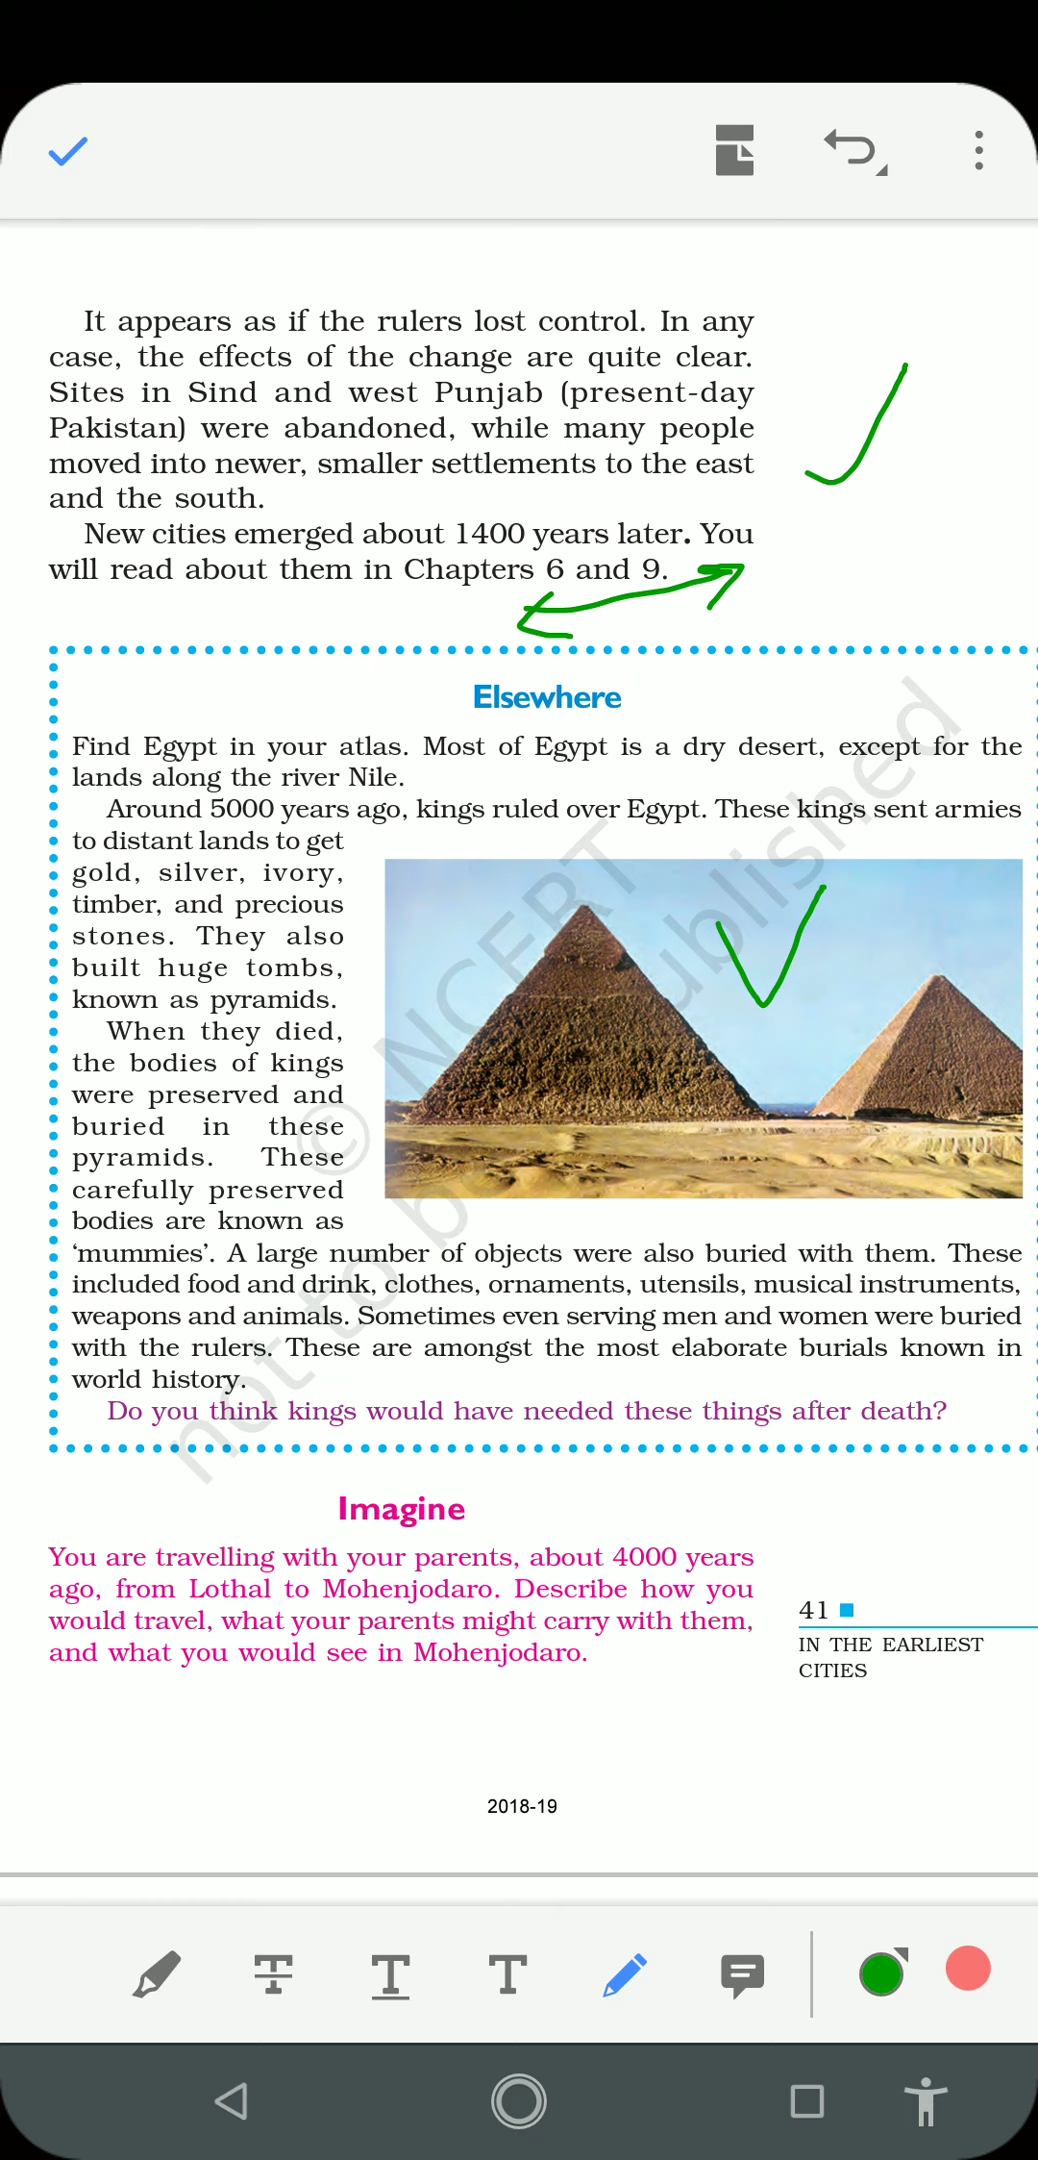 It appears as if the rulers lost control. In any
case, the effects of the change are quite clear.
Sites in Sind and west Punjab (present-day
Pakistan) were abandoned, while many people
moved into newer, smaller settlements to the east
and the south.
New cities emerged about 1400 years later. You
will read about them in Chapters 6 and 9.
Elsewhere
Find Egypt in your atlas. Most of Egypt is a dry desert, except for the
lands along the river Nile.
Around 5000 years ago, kings ruled over Egypt. These kings sent armies
to distant lands to get
gold, silver, ivory,
timber, and precious
stones. They also
built huge tombs,
known as pyramids.
When they died,
the bodies of kings
were preserved and
buried in these
pyramids. These
carefully preserved
bodies are known as
‘mummies’. A large number of objects were also buried with them. These
included food and drink, clothes, ornaments, utensils, musical instruments,
weapons and animals. Sometimes even serving men and women were buried
with the rulers. These are amongst the most elaborate burials known in
world history.
Do you think kings would have needed these things after death?
Imagine
You are travelling with your parents, about 4000 years
ago, from Lothal to Mohenjodaro. Describe how you
would travel, what your parents might carry with them,
and what you would see in Mohenjodaro.
41
IN THE EARLIEST
CITIES
2018-19
© NCERT
not to b ublished